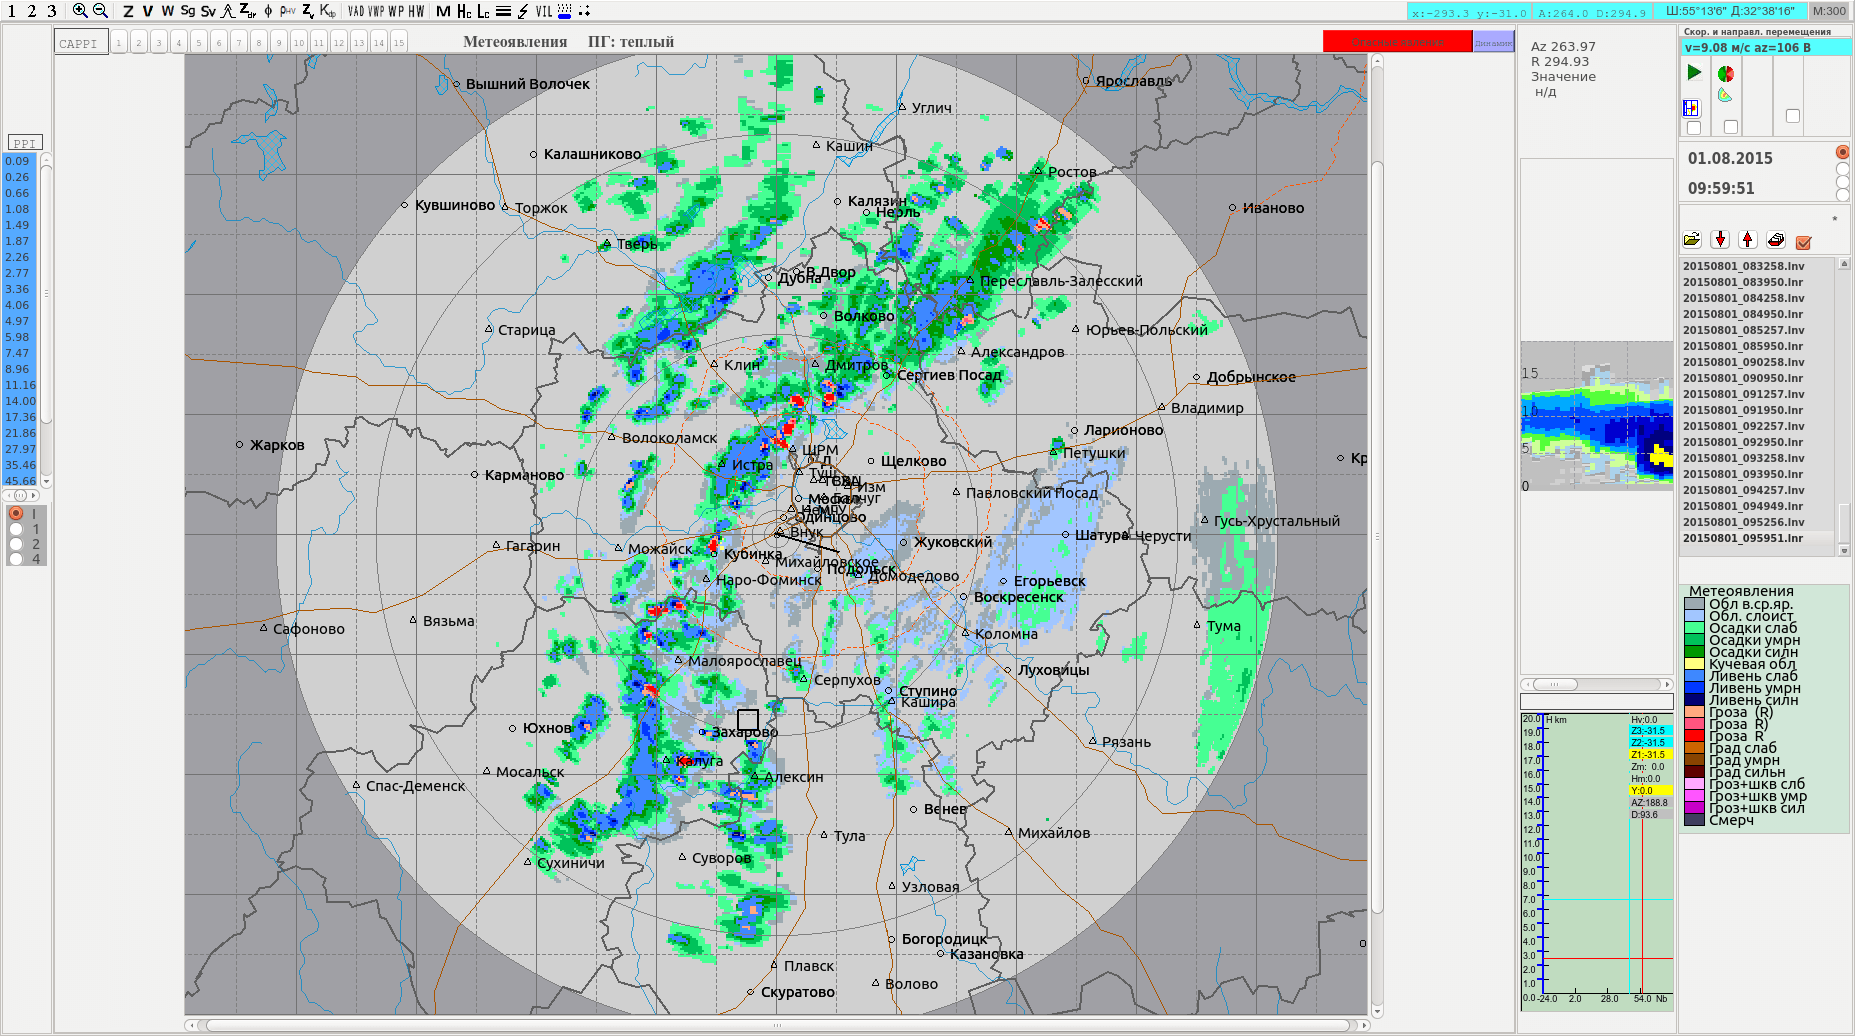 1 2 3 Z V W Sg Sv Zdr ϕ ρHV Zv Kdp VAD VWP WP HW M Hc Lc VIL
x:-293.3 y:-31.0 A:264.0 D:294.9 Ш:55°13'6" Д:32°38'16" М:300
CAPPI 1 2 3 4 5 6 7 8 9 10 11 12 13 14 15
Метеоявления ПГ: теплый
PPI
0.09
0.26
0.66
1.08
1.49
1.87
2.26
2.77
3.36
4.06
4.97
5.98
7.47
8.96
11.16
14.00
17.36
21.86
27.97
35.46
45.66
I
1
2
4
Вышний Волочек
Ярославль
Углич
Кашин
Калашниково
Ростов
Кувшиново
Торжок
Калязин
Нерль
Иваново
Тверь
В.Двор
Дубна
Переславль-Залесский
Волково
Старица
Юрьев-Польский
Александров
Клин
Дмитров
Сергиев Посад
Добрынское
Владимир
Волоколамск
Ларионово
Жарков
ШРМ
Петушки
Истра
Щелково
Карманово
Кр
Изм
Павловский Посад
Балчуг
Одинцово
Гусь-Хрустальный
Внук
Шатура
Черусти
Гагарин
Можайск
Кубинка
Жуковский
Михайловское
Подольск
Домодедово
Наро-Фоминск
Егорьевск
Воскресенск
Вязьма
Сафоново
Тума
Коломна
Малоярославец
Луховицы
Серпухов
Ступино
Кашира
Юхнов
Захарово
Рязань
Калуга
Мосальск
Алексин
Спас-Деменск
Венев
Тула
Михайлов
Суворов
Сухиничи
Узловая
Богородицк
Казановка
Плавск
Волово
Скуратово
Az 263.97
R 294.93
Значение
н/д
15
10
5
0
20.0 H km
19.0
18.0
17.0
16.0
15.0
14.0
13.0
12.0
11.0
10.0
9.0
8.0
7.0
6.0
5.0
4.0
3.0
2.0
1.0
0.0 -24.0 2.0 28.0 54.0 Nb
Hv:0.0
Z3:-31.5
Z2:-31.5
Z1:-31.5
Zm: 0.0
Hm:0.0
Y:0.0
AZ:188.8
D:93.6
Скор. и направл. перемещения
v=9.08 м/с az=106 В
01.08.2015
09:59:51
*
20150801_083258.lnv
20150801_083950.lnr
20150801_084258.lnv
20150801_084950.lnr
20150801_085257.lnv
20150801_085950.lnr
20150801_090258.lnv
20150801_090950.lnr
20150801_091257.lnv
20150801_091950.lnr
20150801_092257.lnv
20150801_092950.lnr
20150801_093258.lnv
20150801_093950.lnr
20150801_094257.lnv
20150801_094949.lnr
20150801_095256.lnv
20150801_095951.lnr
Метеоявления
Обл в.ср.яр.
Обл. слоист
Осадки слаб
Осадки умрн
Осадки силн
Кучевая обл
Ливень слаб
Ливень умрн
Ливень силн
Гроза (R)
Гроза R)
Гроза R
Град слаб
Град умрн
Град сильн
Гроз+шкв слб
Гроз+шкв умр
Гроз+шкв сил
Смерч